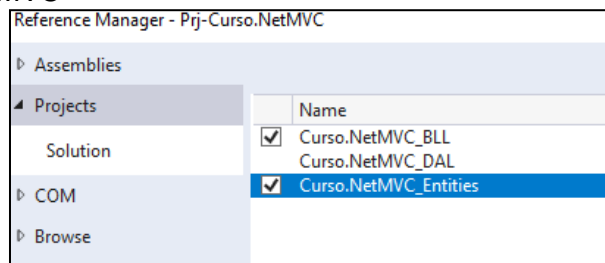 Reference Manager - Prj-Curso.NetMVC
Assemblies
Projects
Name
Solution
Curso.NetMVC_BLL
Curso.NetMVC_DAL
Curso.NetMVC_Entities
COM
Browse